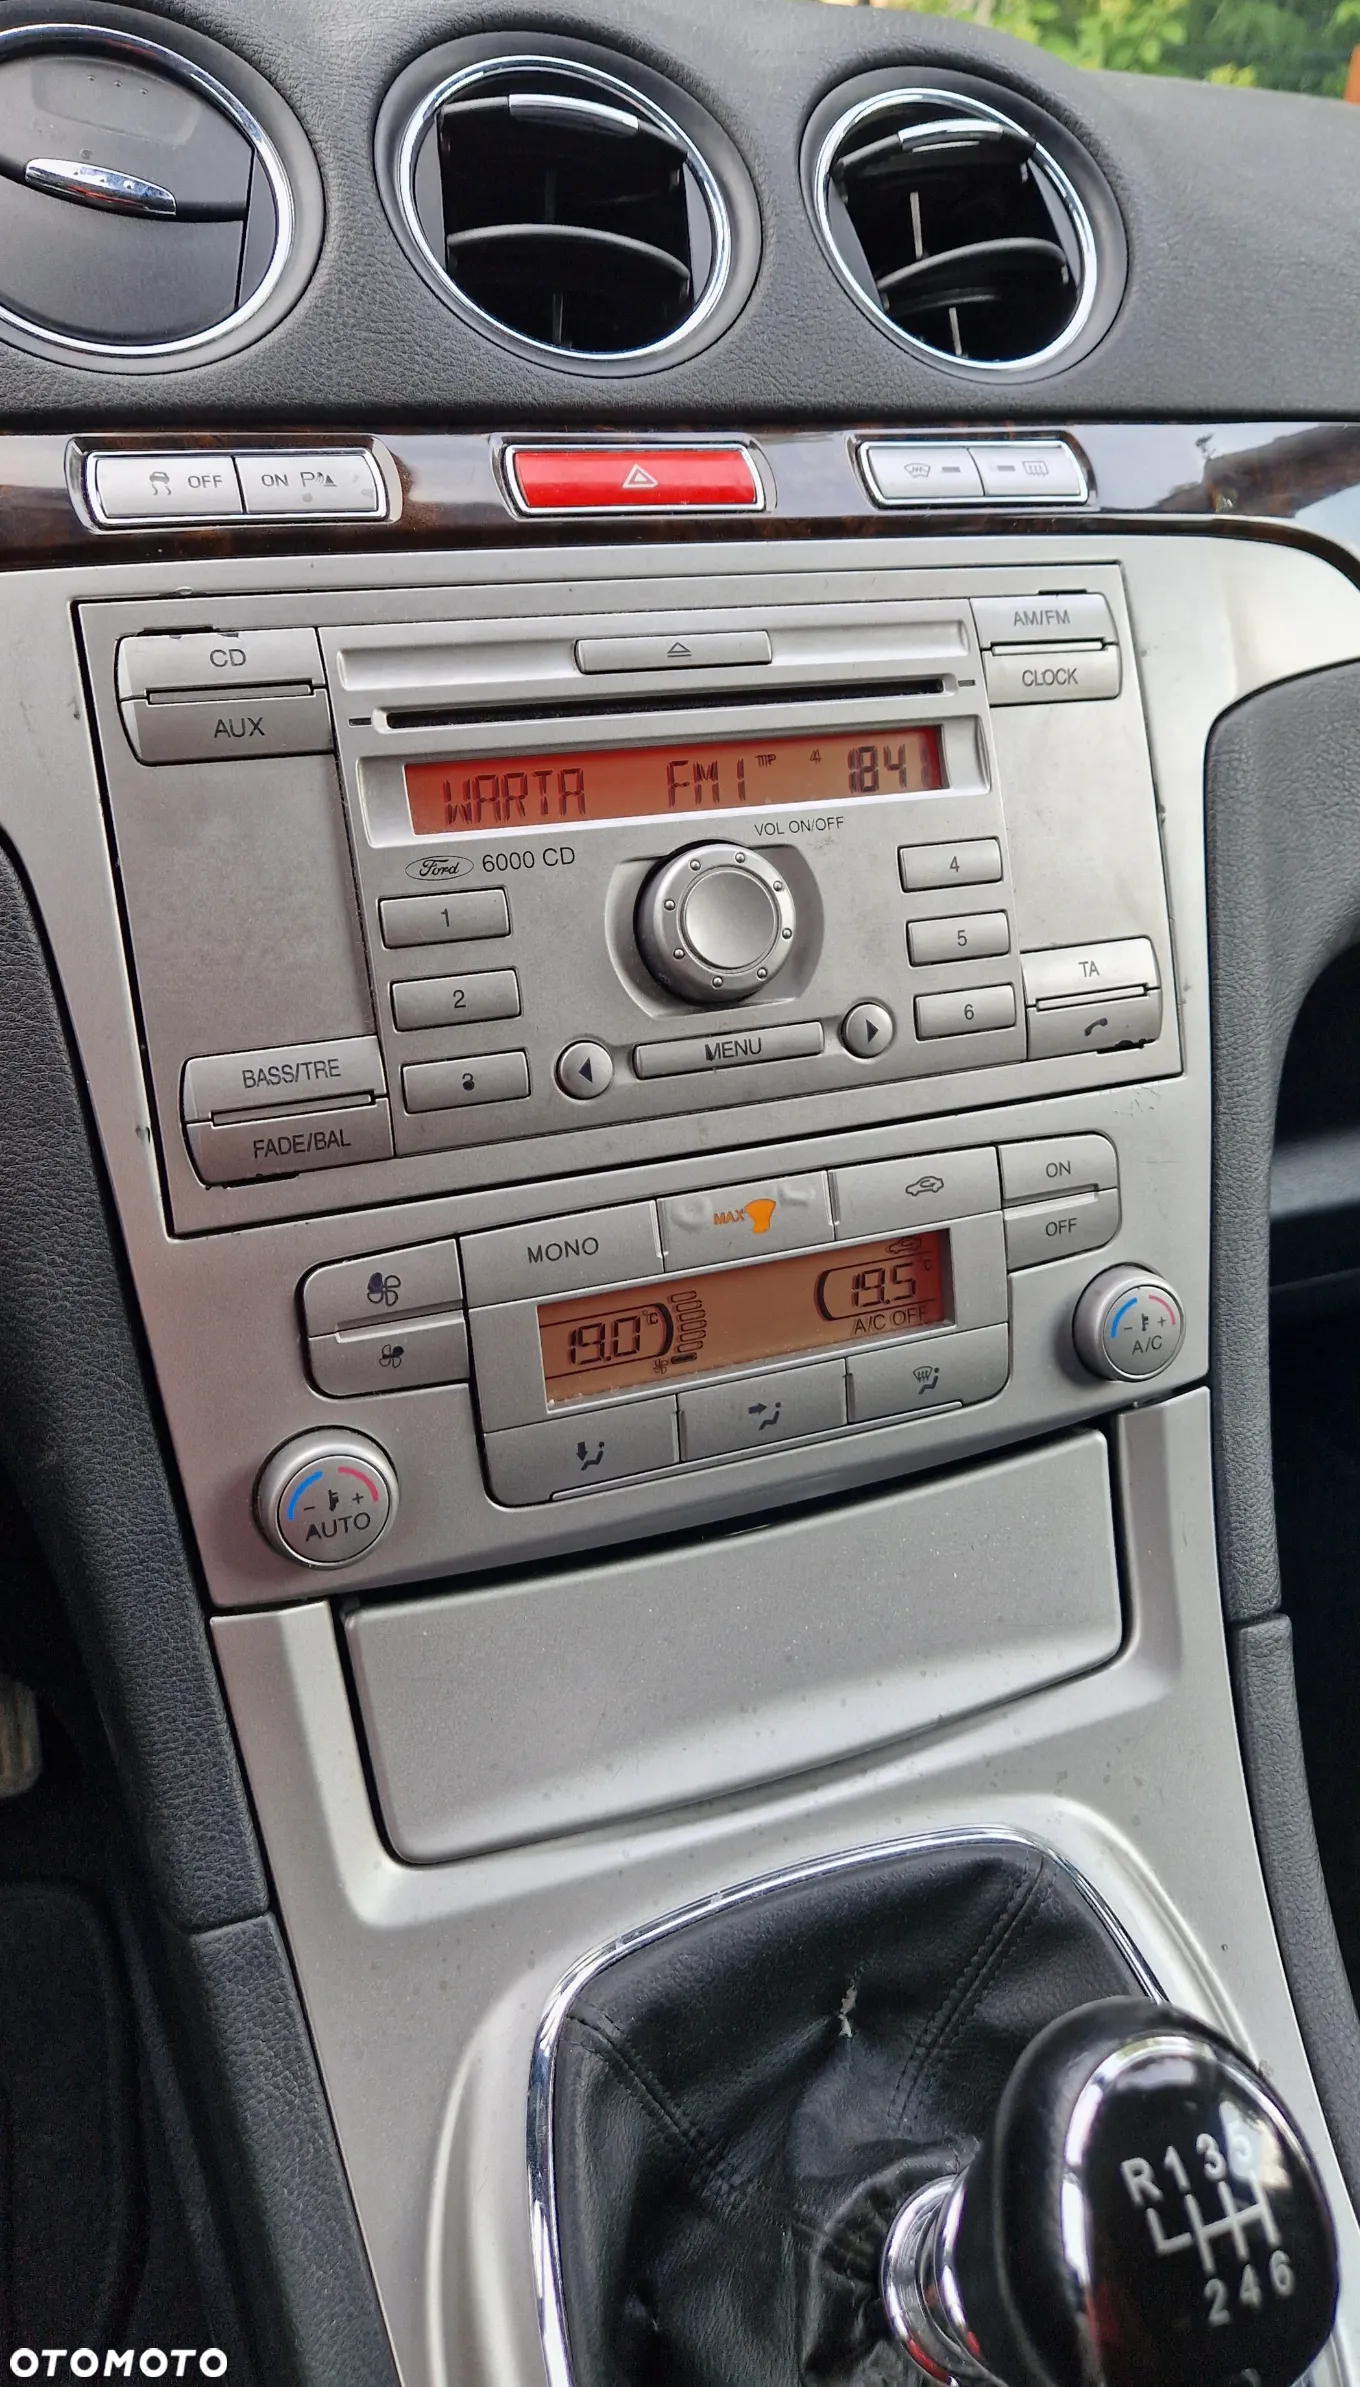 OFF ON P
CD
AUX
AM/FM
CLOCK
WARTA FM1 TP 4 1841
VOL ON/OFF
Ford 6000 CD
1
2
3
4
5
6
MENU
TA
BASS/TRE
FADE/BAL
MONO
MAX
ON
OFF
19.0°C
19.5°C
A/C OFF
- + A/C
- + AUTO
R 1 3 5
2 4 6
OTOMOTO